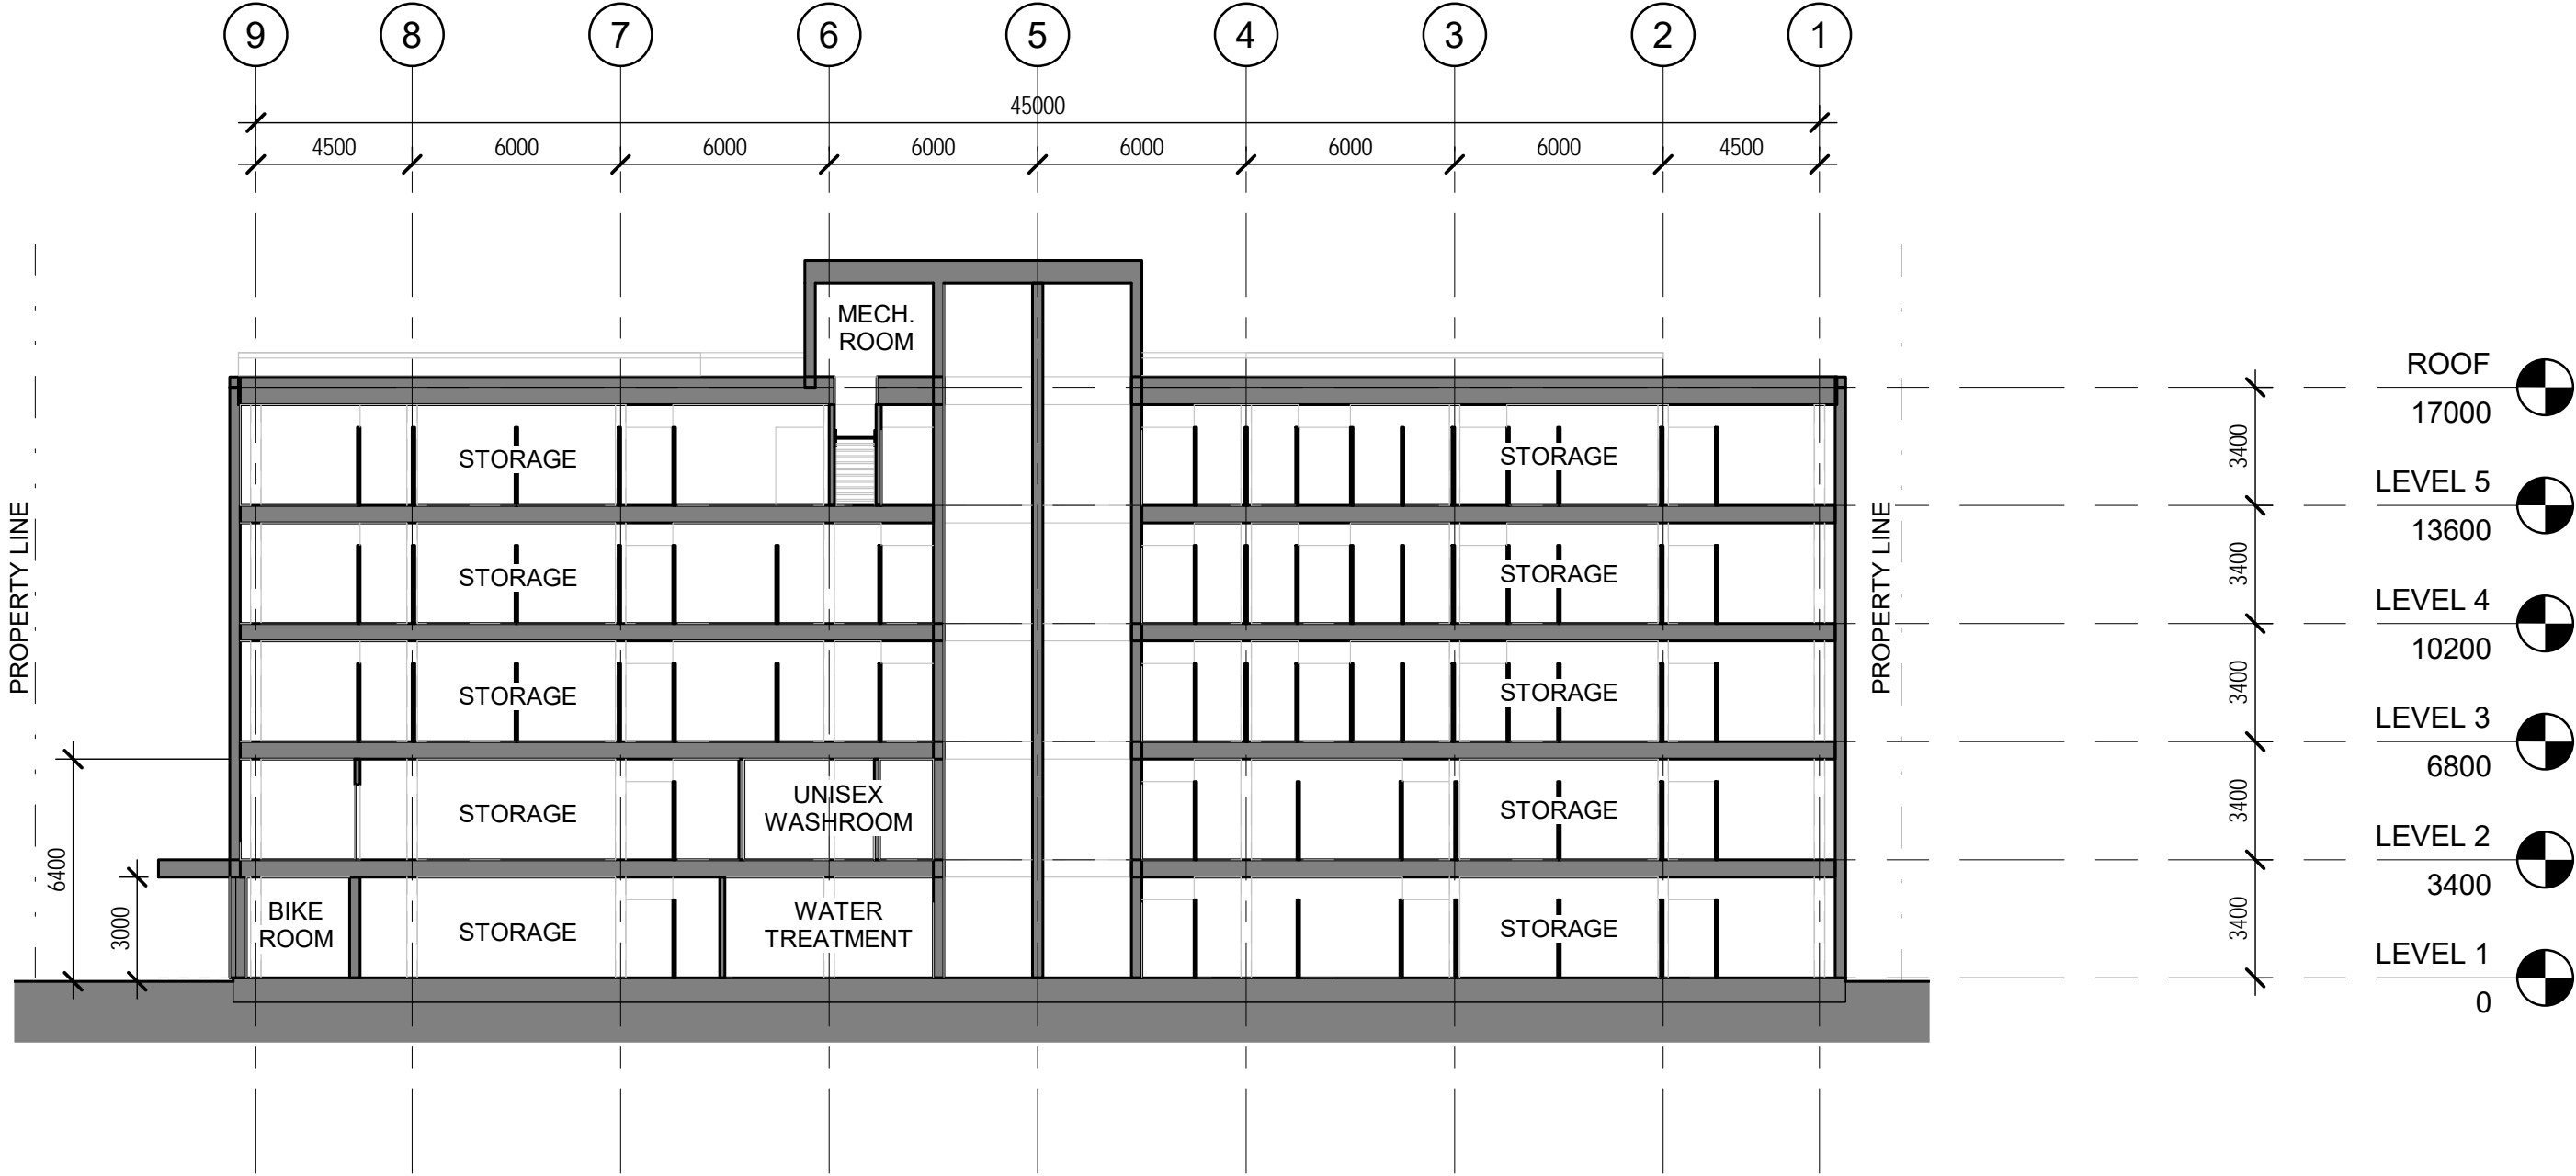 9 8 7 6 5 4 3 2 1
45000
4500 6000 6000 6000 6000 6000 6000 4500
MECH.
ROOM
ROOF
17000
3400
STORAGE
STORAGE
LEVEL 5
13600
PROPERTY LINE
PROPERTY LINE
3400
STORAGE
STORAGE
LEVEL 4
10200
3400
STORAGE
STORAGE
LEVEL 3
6800
3400
STORAGE
UNISEX
WASHROOM
STORAGE
LEVEL 2
3400
6400
3000
3400
BIKE
ROOM
STORAGE
WATER
TREATMENT
STORAGE
LEVEL 1
0